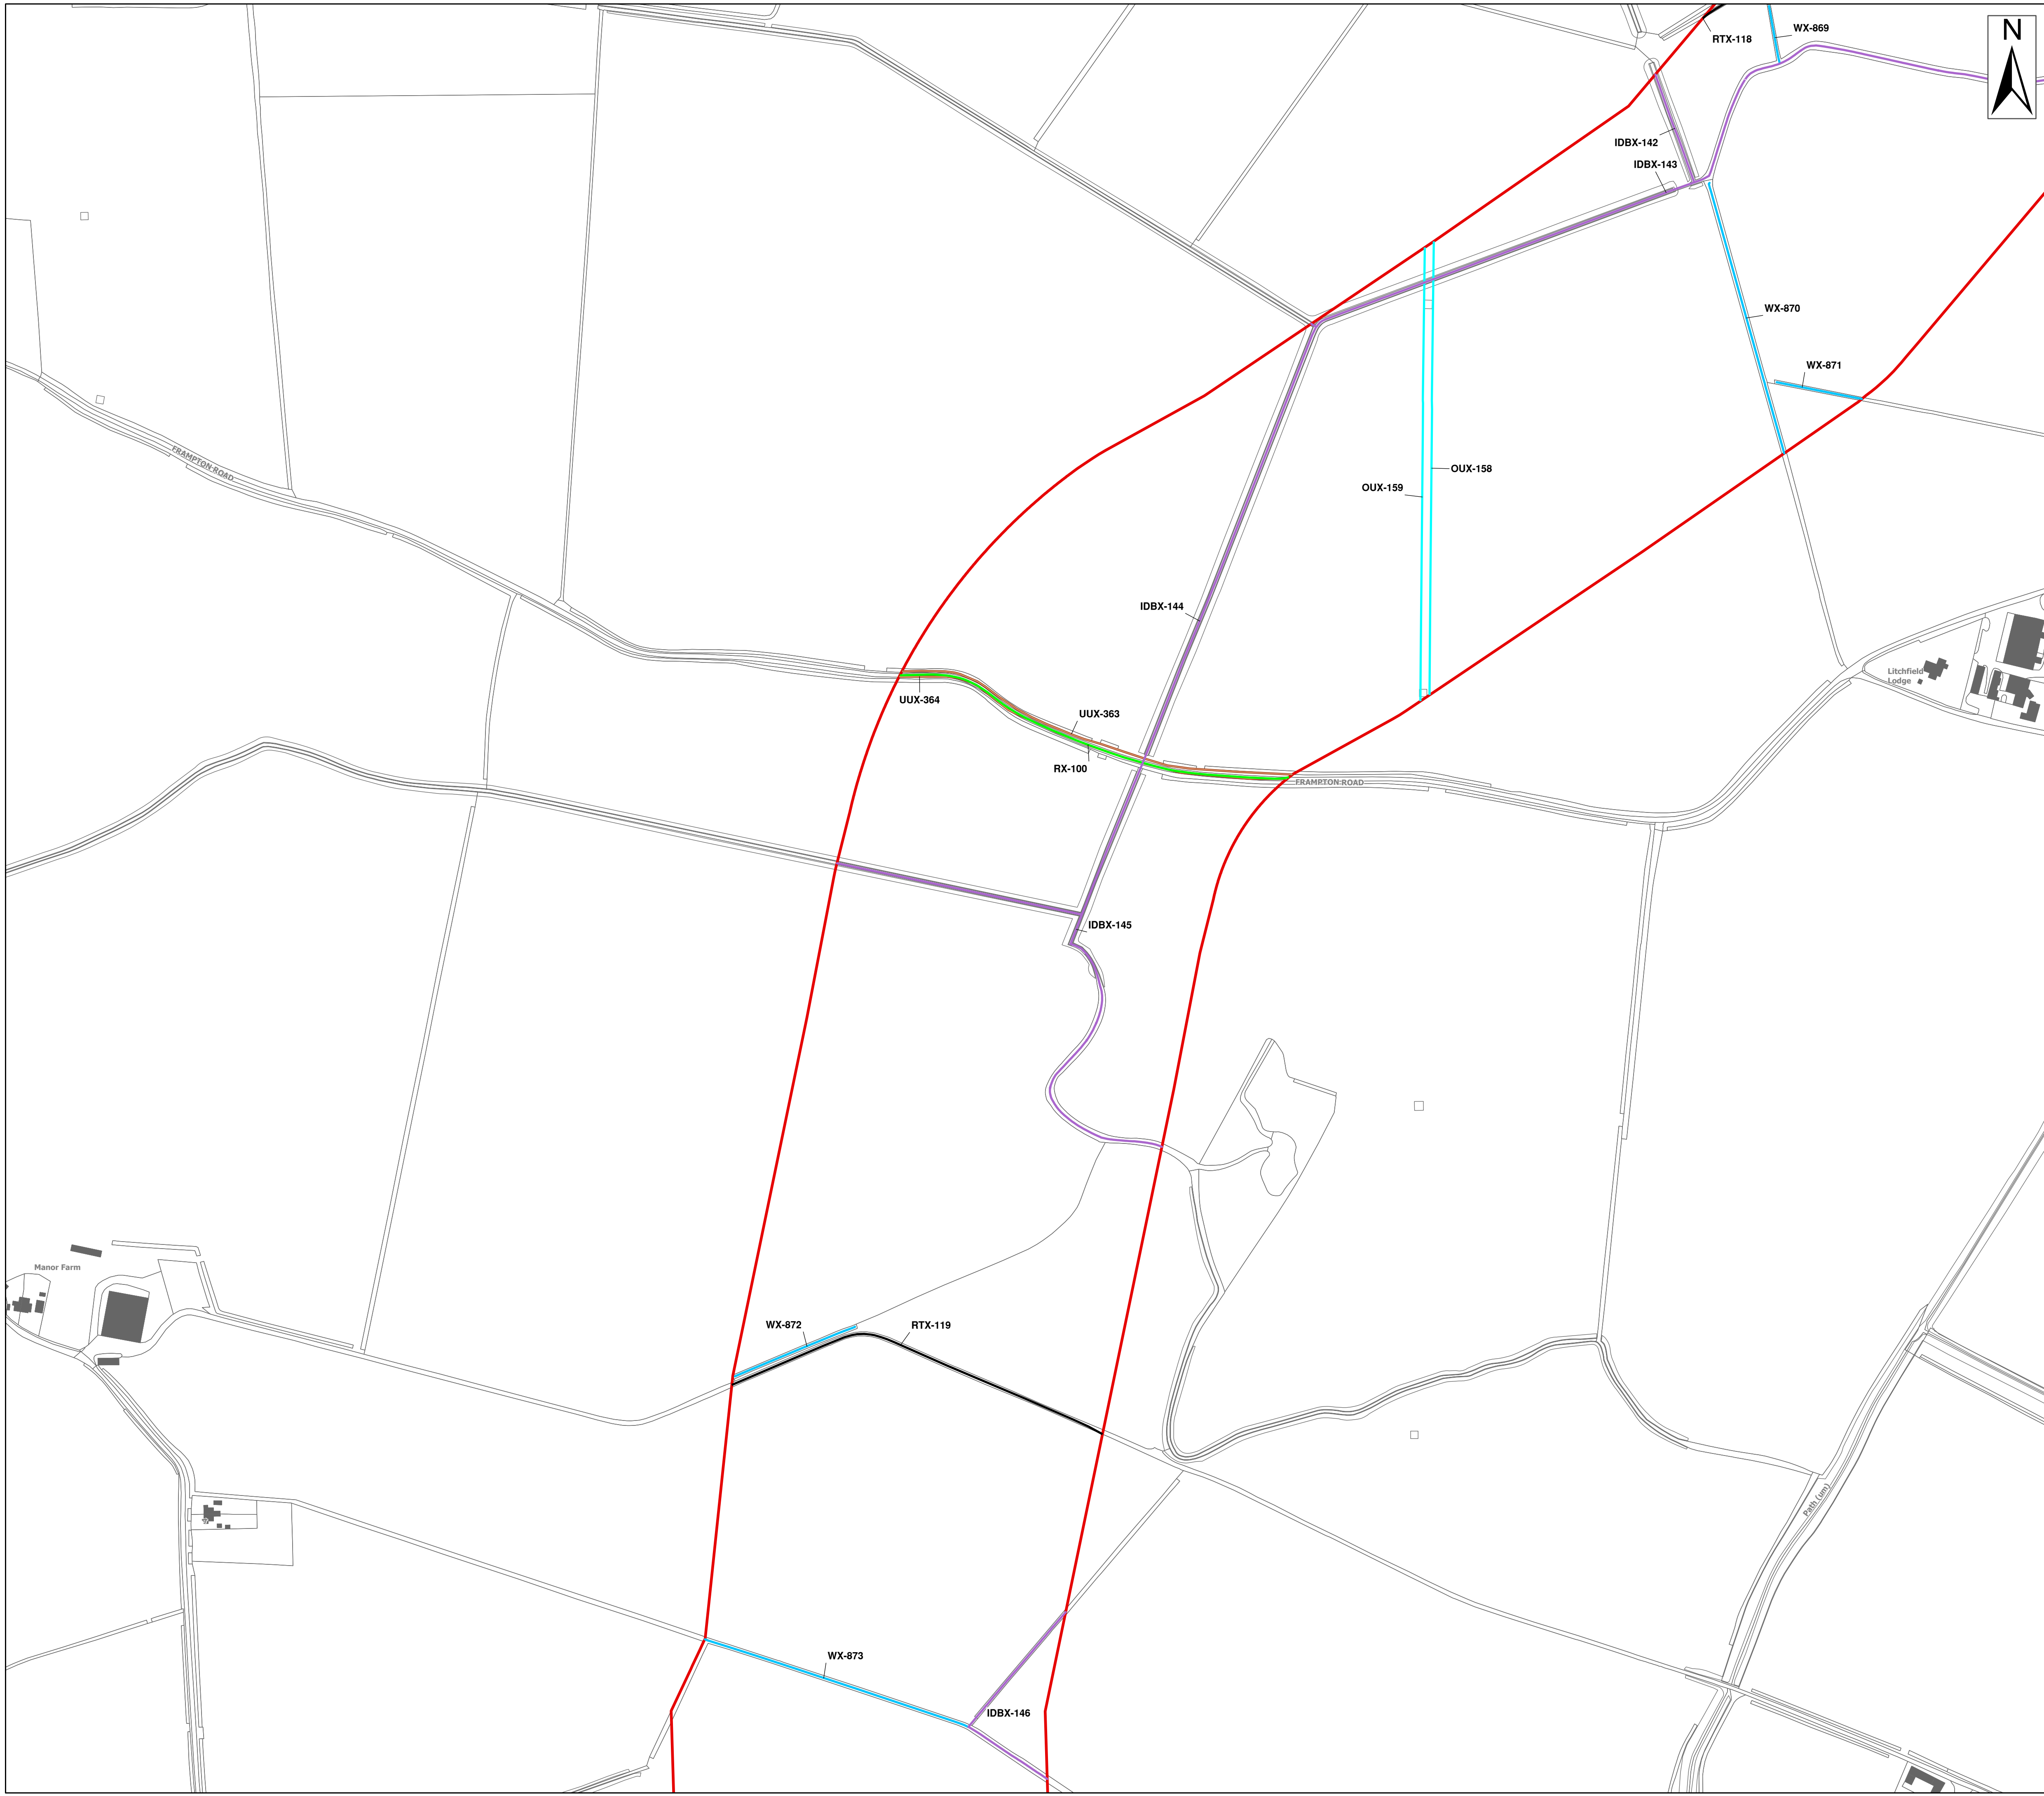 N
RTX-118
WX-869
IDBX-142
IDBX-143
WX-870
WX-871
FRAMPTON ROAD
OUX-158
OUX-159
IDBX-144
Litchfield
Lodge
UUX-364
UUX-363
RX-100
FRAMPTON ROAD
IDBX-145
Manor Farm
WX-872
RTX-119
Path (um)
WX-873
IDBX-146